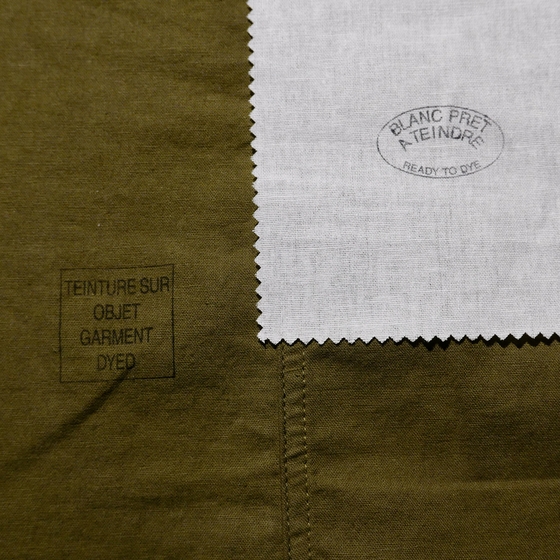 BLANC PRET
A TEINDRE
READY TO DYE
TEINTURE SUR
OBJET
GARMENT
DYED